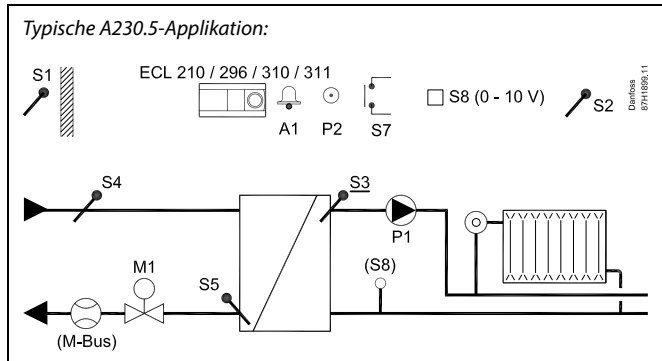 Typische A230.5-Applikation:
S1
ECL 210 / 296 / 310 / 311
A1
P2
S7
S8 (0 - 10 V)
S2
Danfoss
87H1899.11
S4
S3
P1
M1
S5
(S8)
(M-Bus)